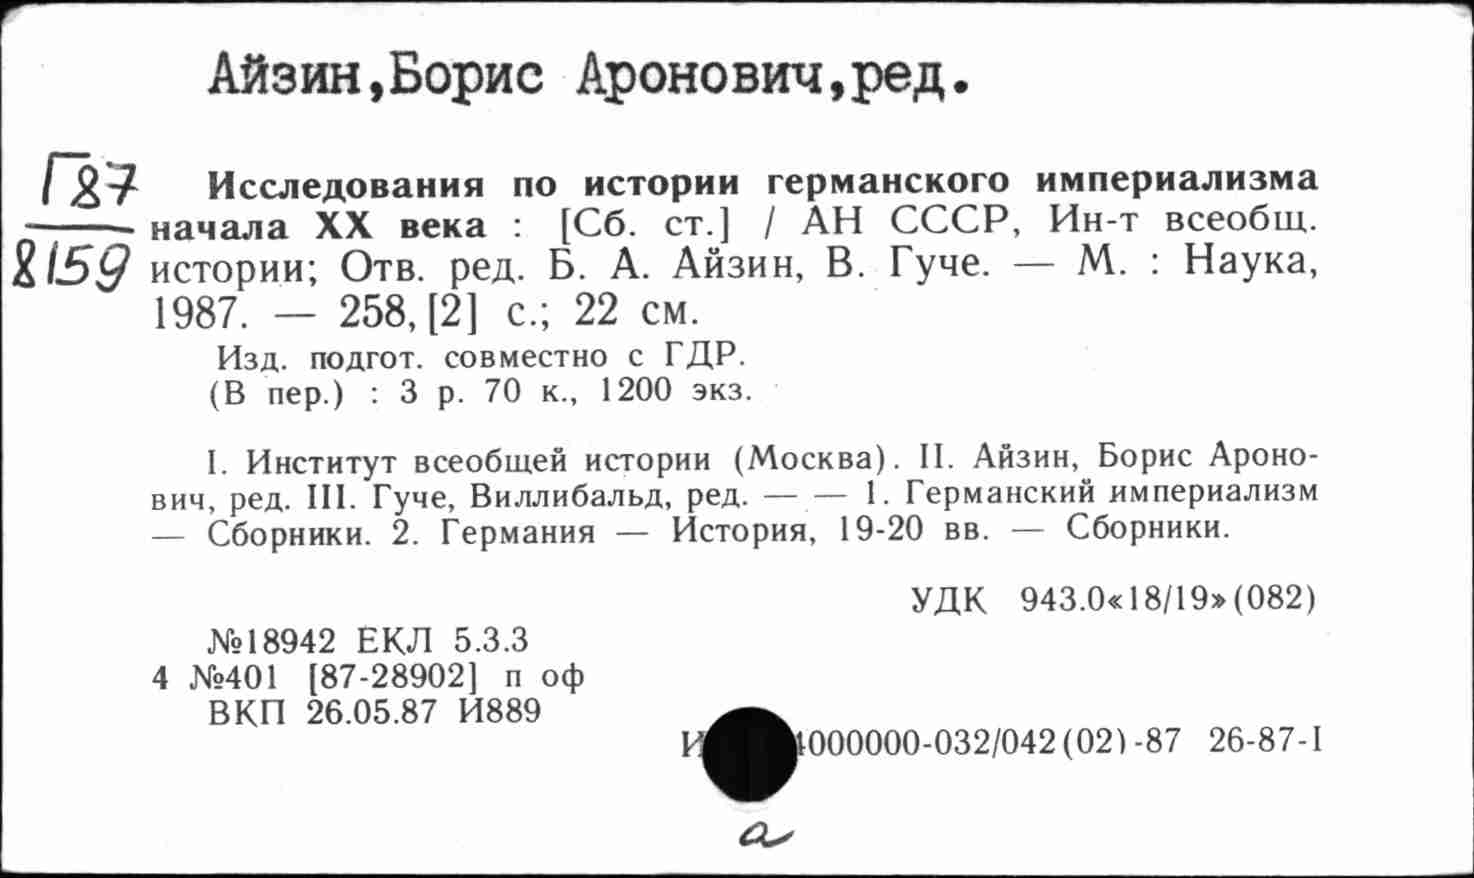 Айзин,Борис Аронович,ред.
Г87
8159
Исследования по истории германского империализма
начала XX века : [Сб. ст.] / АН СССР, Ин-т всеобщ.
истории; Отв. ред. Б. А. Айзин, В. Гуче. — М. : Наука,
1987. — 258, [2] с.; 22 см.
Изд. подгот. совместно с ГДР.
(В пер.) : 3 р. 70 к., 1200 экз.
I. Институт всеобщей истории (Москва). II. Айзин, Борис Ароно-
вич, ред. III. Гуче, Виллибальд, ред. — — 1. Германский империализм
— Сборники. 2. Германия — История, 19-20 вв. — Сборники.
УДК 943.0«18/19»(082)
№18942 ЕКЛ 5.3.3
4 №401 [87-28902] п оф
ВКП 26.05.87 И889
И 000000-032/042(02)-87 26-87-I
а